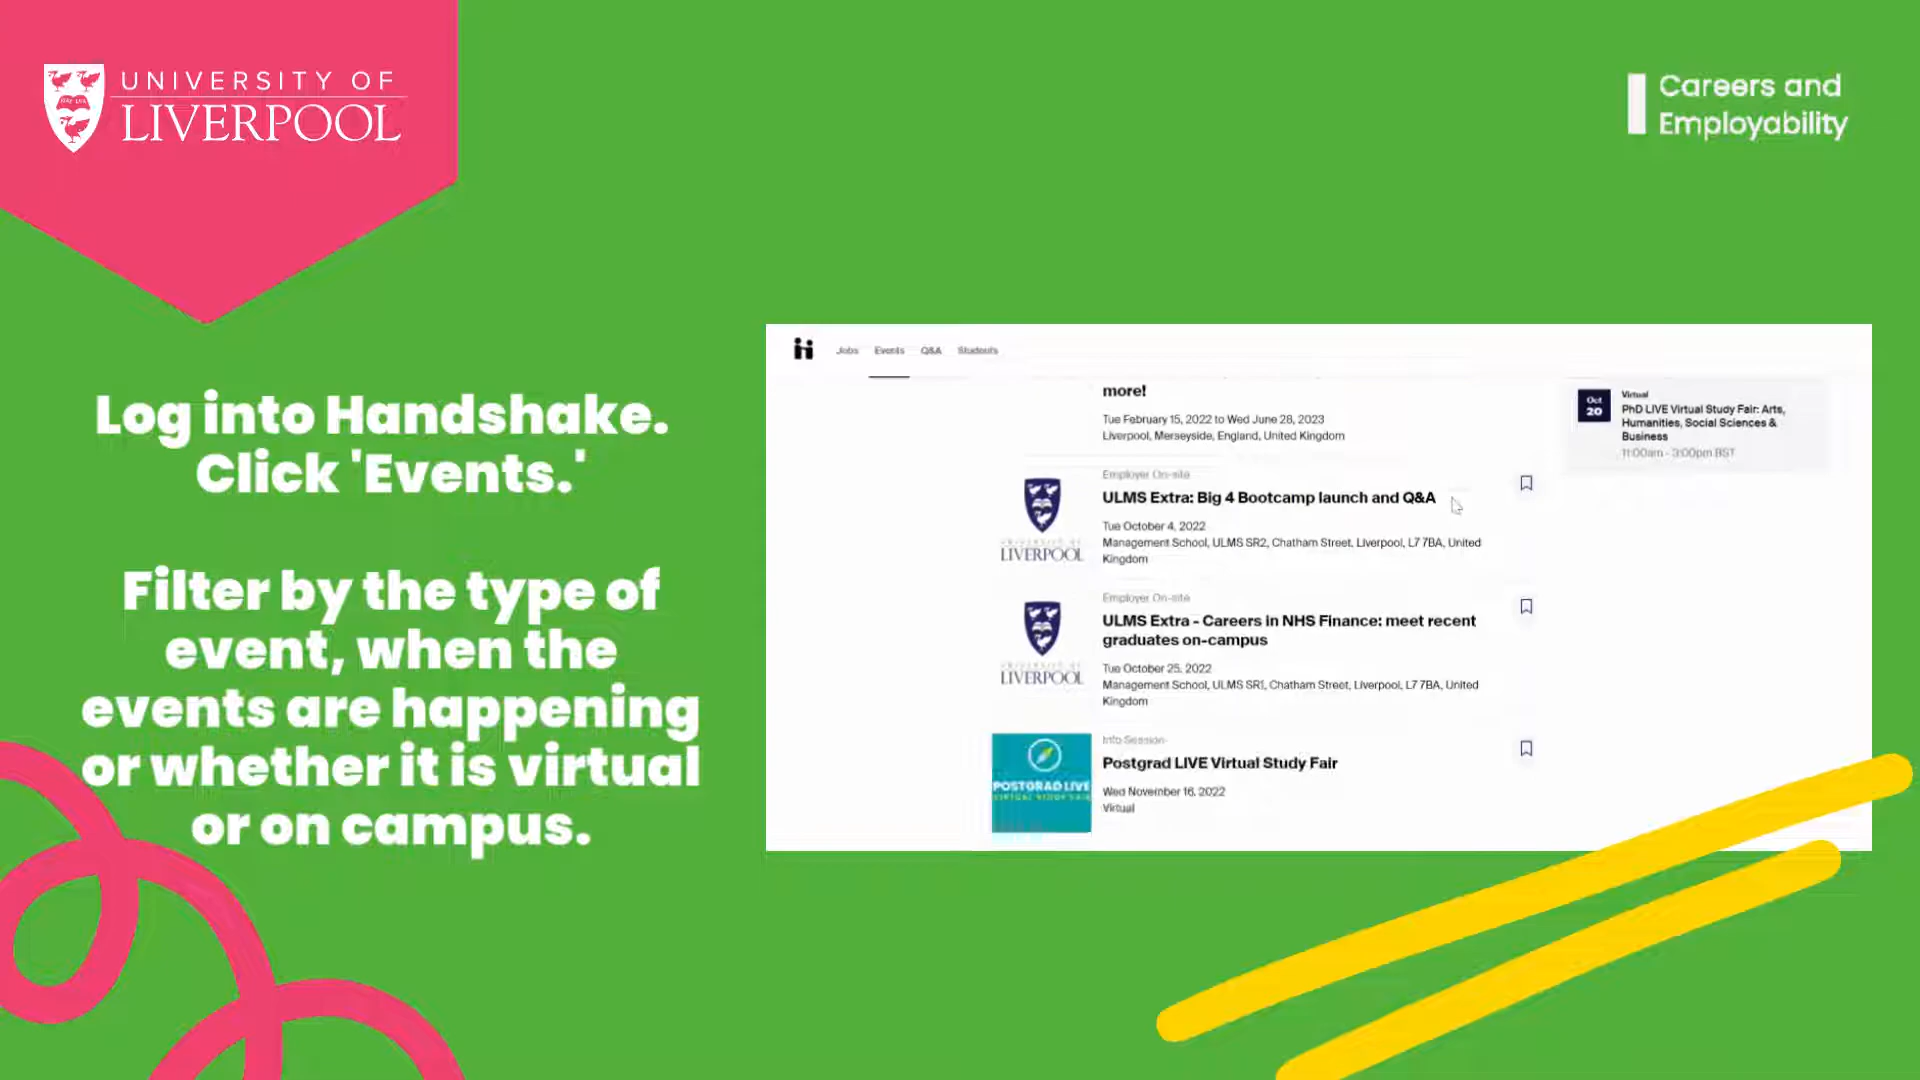 UNIVERSITY OF
LIVERPOOL
Careers and
Employability
Log into Handshake.
Click 'Events.'
Filter by the type of
event, when the
events are happening
or whether it is virtual
or on campus.
Jobs Events Q&A Students
more!
Tue February 15, 2022 to Wed June 28, 2023
Liverpool, Merseyside, England, United Kingdom
Employer On-site
ULMS Extra: Big 4 Bootcamp launch and Q&A
Tue October 4, 2022
Management School, ULMS SR2, Chatham Street, Liverpool, L7 7BA, United
Kingdom
LIVERPOOL
Employer On-site
ULMS Extra - Careers in NHS Finance: meet recent
graduates on-campus
Tue October 25, 2022
Management School, ULMS SR1, Chatham Street, Liverpool, L7 7BA, United
Kingdom
LIVERPOOL
Info Session
Postgrad LIVE Virtual Study Fair
Wed November 16, 2022
Virtual
POSTGRAD LIVE
VIRTUAL STUDY FAIR
Oct
20
Virtual
PhD LIVE Virtual Study Fair: Arts,
Humanities, Social Sciences &
Business
11:00am - 3:00pm BST